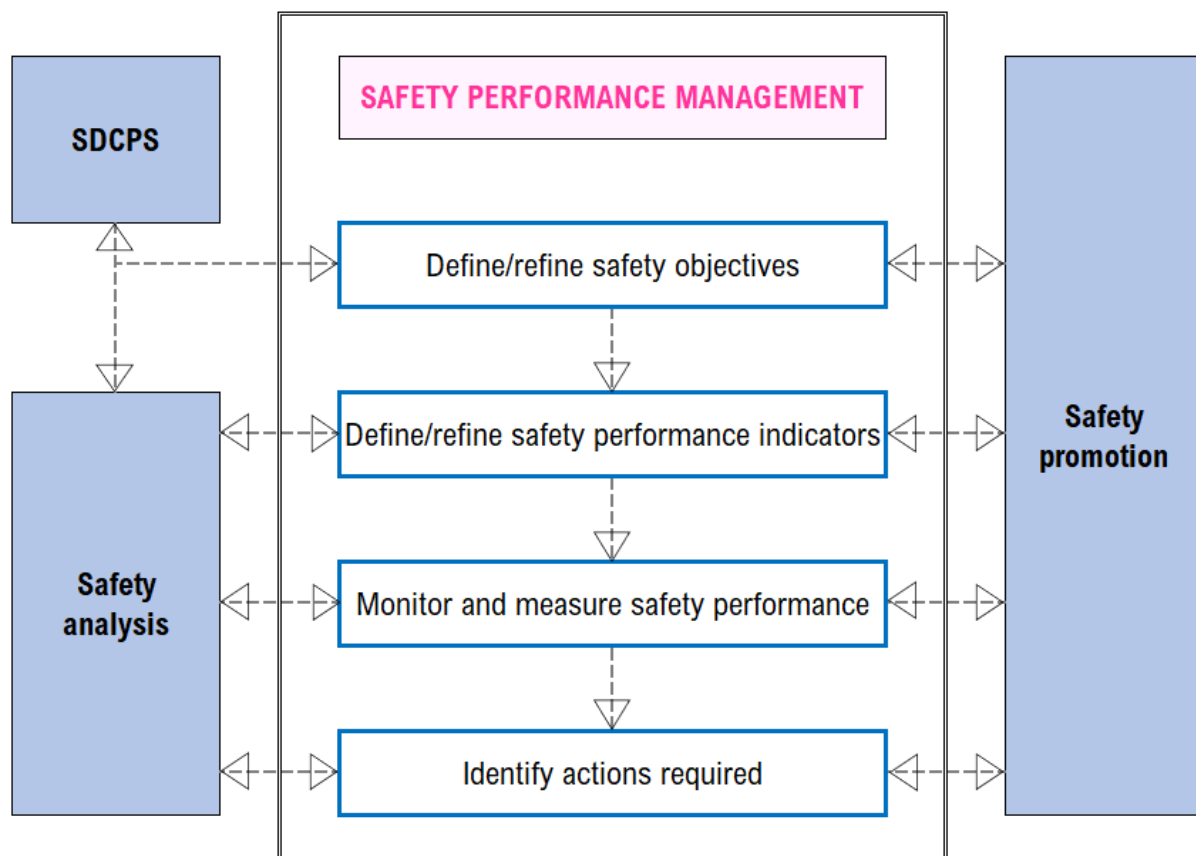 SDCPS
SAFETY PERFORMANCE MANAGEMENT
Define/refine safety objectives
Define/refine safety performance indicators
Safety
promotion
Safety
analysis
Monitor and measure safety performance
Identify actions required